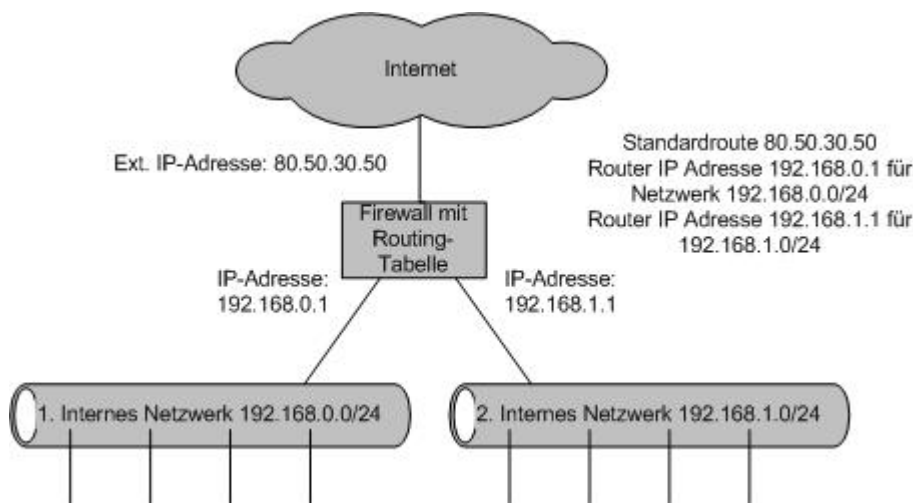 Internet
Ext. IP-Adresse: 80.50.30.50
Standardroute 80.50.30.50
Router IP Adresse 192.168.0.1 für
Netzwerk 192.168.0.0/24
Router IP Adresse 192.168.1.1 für
192.168.1.0/24
Firewall mit
Routing-
Tabelle
IP-Adresse:
192.168.0.1
IP-Adresse:
192.168.1.1
1. Internes Netzwerk 192.168.0.0/24
2. Internes Netzwerk 192.168.1.0/24